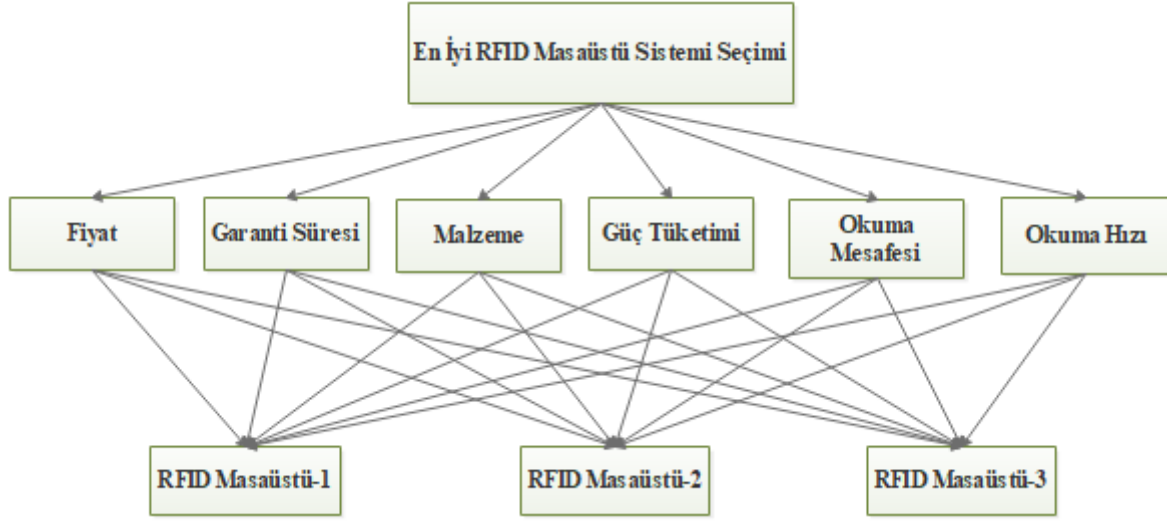 En İyi RFID Masaüstü Sistemi Seçimi
Fiyat
Garanti Süresi
Malzeme
Güç Tüketimi
Okuma
Mesafesi
Okuma Hızı
RFID Masaüstü-1
RFID Masaüstü-2
RFID Masaüstü-3